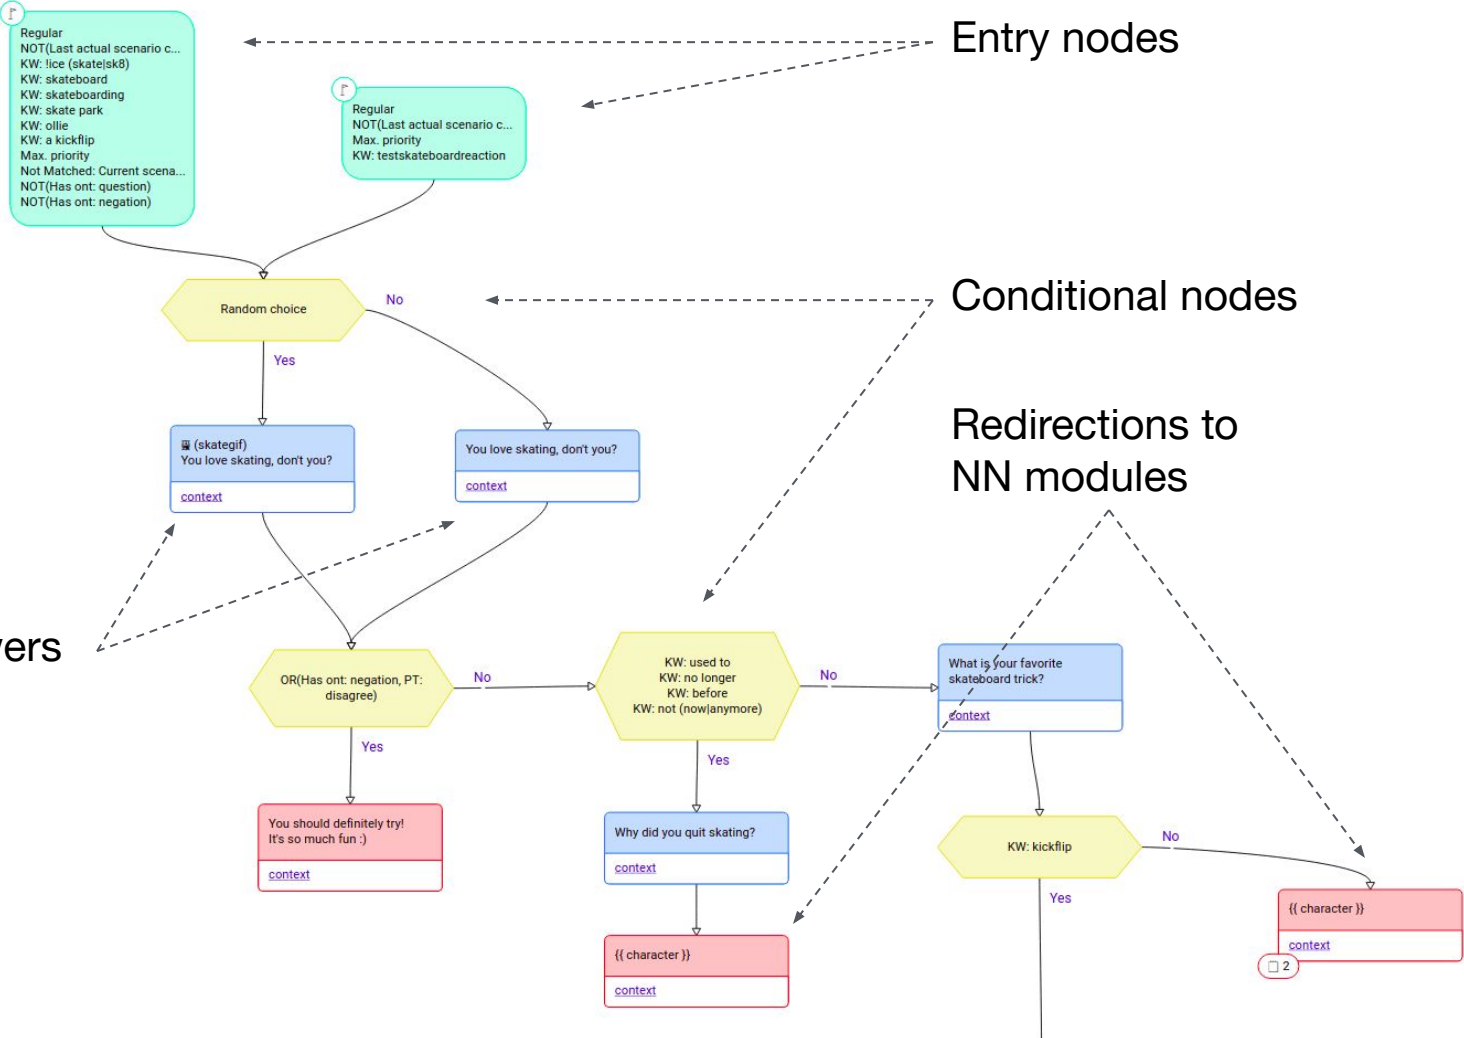 Regular
NOT(Last actual scenario c...
KW: !ice (skate|sk8)
KW: skateboard
KW: skateboarding
KW: skate park
KW: ollie
KW: a kickflip
Max. priority
Not Matched: Current scena...
NOT(Has ont: question)
NOT(Has ont: negation)
Regular
NOT(Last actual scenario c...
Max. priority
KW: testskateboardreaction
Entry nodes
Random choice
No
Yes
Conditional nodes
(skategif)
You love skating, don't you?
context
You love skating, don't you?
context
Redirections to
NN modules
vers
OR(Has ont: negation, PT:
disagree)
No
Yes
KW: used to
KW: no longer
KW: before
KW: not (now|anymore)
No
Yes
What is your favorite
skateboard trick?
context
You should definitely try!
It's so much fun :)
context
Why did you quit skating?
context
KW: kickflip
No
Yes
{{ character }}
context
{{ character }}
context
2